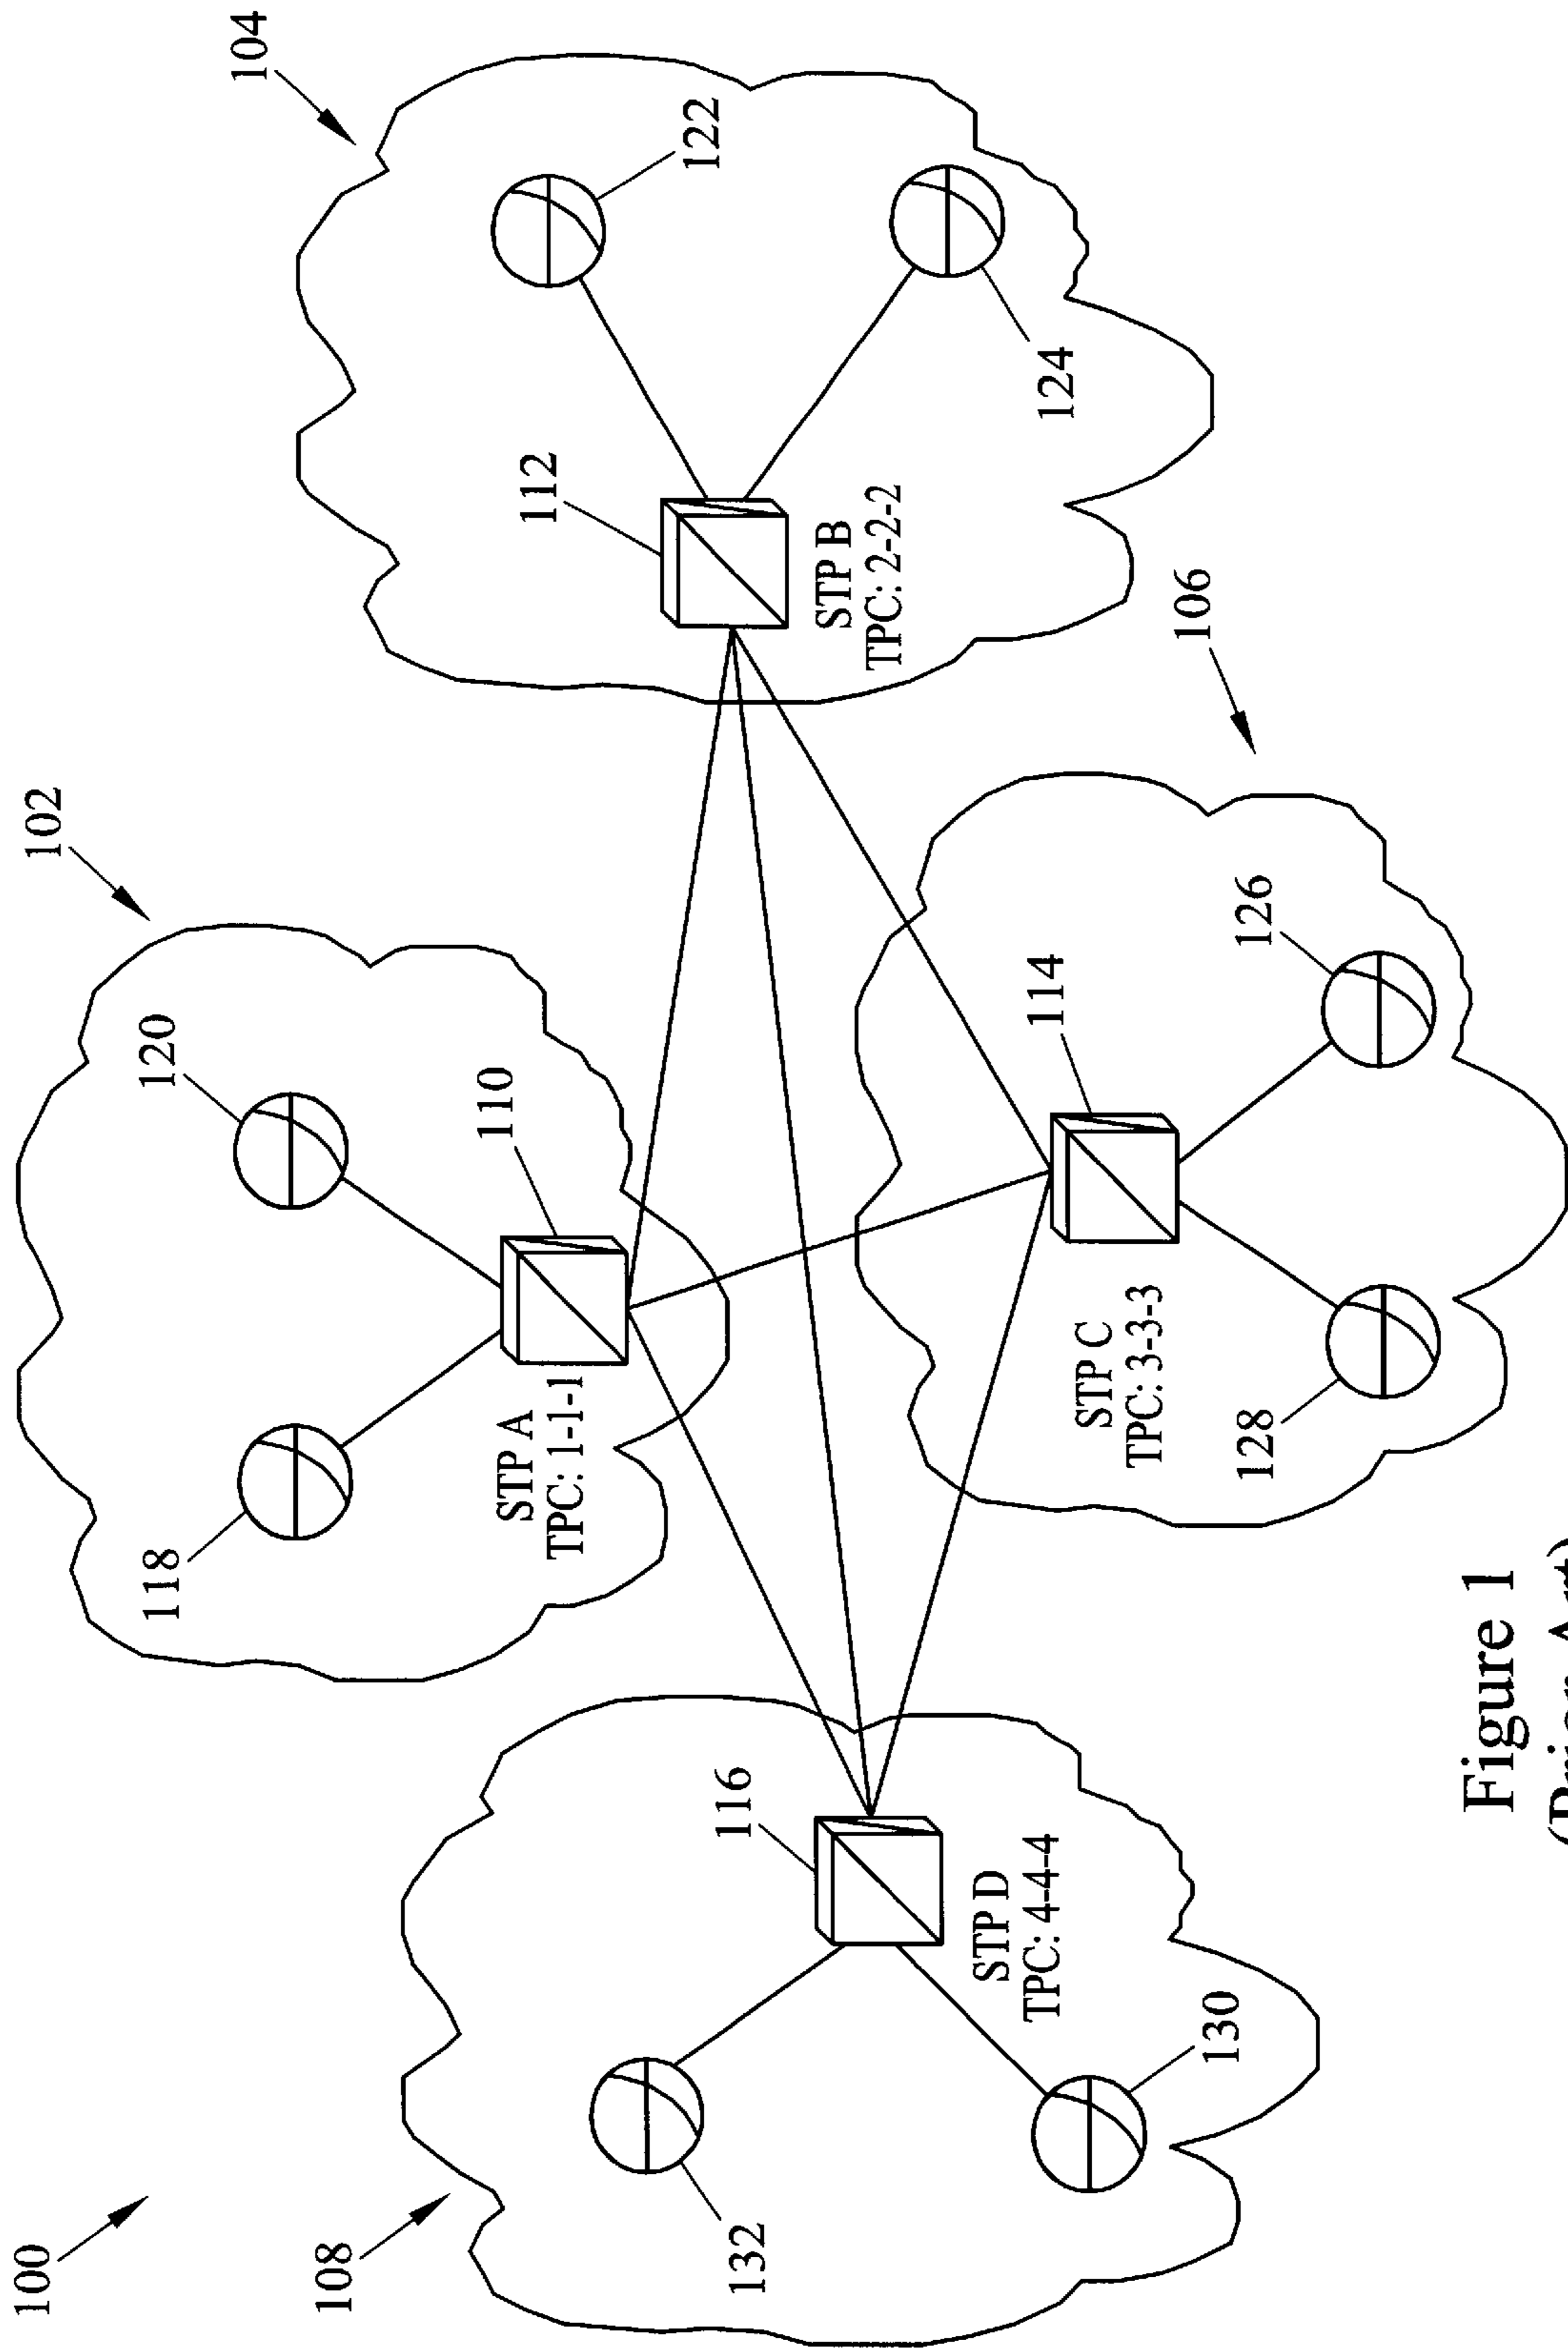 100
102
104
118
120
108
110
STP A
TPC: 1-1-1
112
122
116
132
STP B
TPC: 2-2-2
STP D
TPC: 4-4-4
114
124
STP C
TPC: 3-3-3
106
130
128
126
Figure 1
(Prior Art)